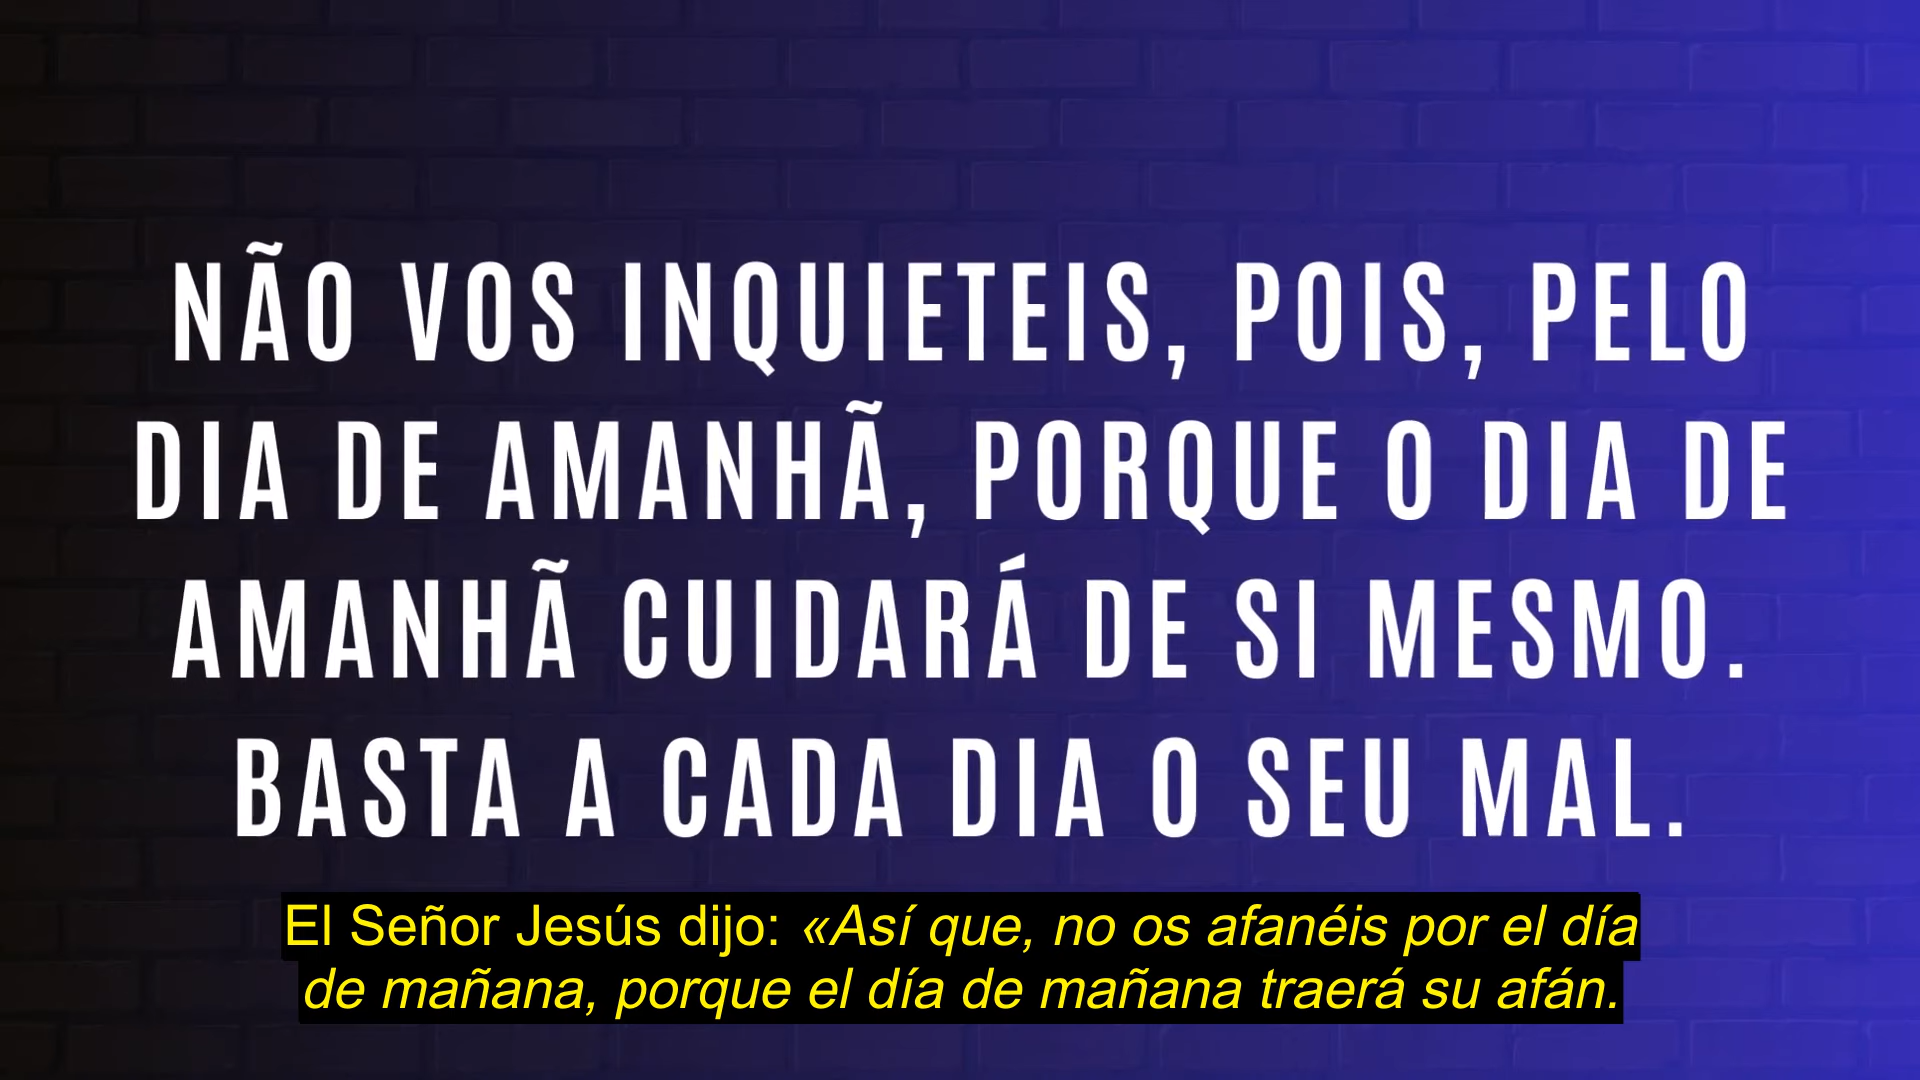 NÃO VOS INQUIETEIS, POIS, PELO
DIA DE AMANHÃ, PORQUE O DIA DE
AMANHÃ CUIDARÁ DE SI MESMO.
BASTA A CADA DIA O SEU MAL.
El Señor Jesús dijo: «Así que, no os afanéis por el día
de mañana, porque el día de mañana traerá su afán.